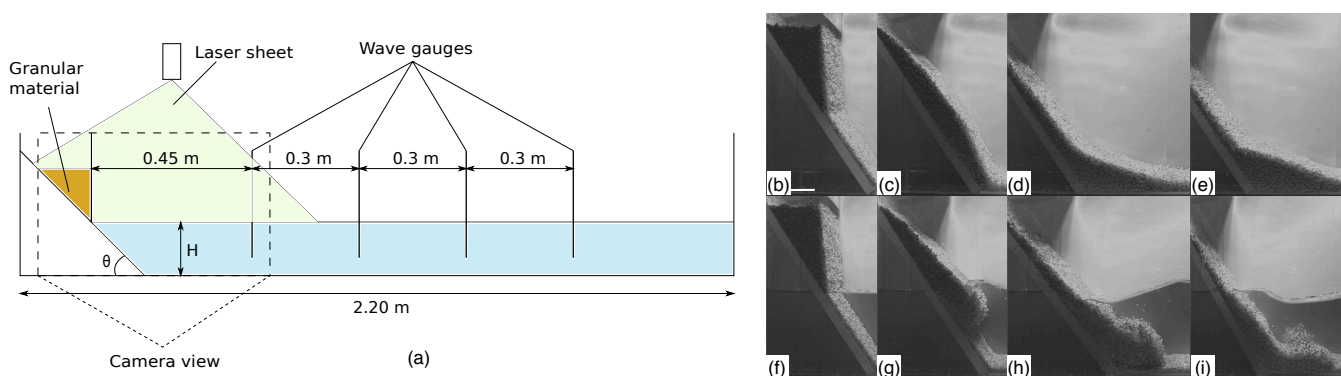 Laser sheet
Wave gauges
Granular
material
0.45 m
0.3 m
0.3 m
0.3 m
H
θ
2.20 m
Camera view
(a)
(b)
(c)
(d)
(e)
(f)
(g)
(h)
(i)